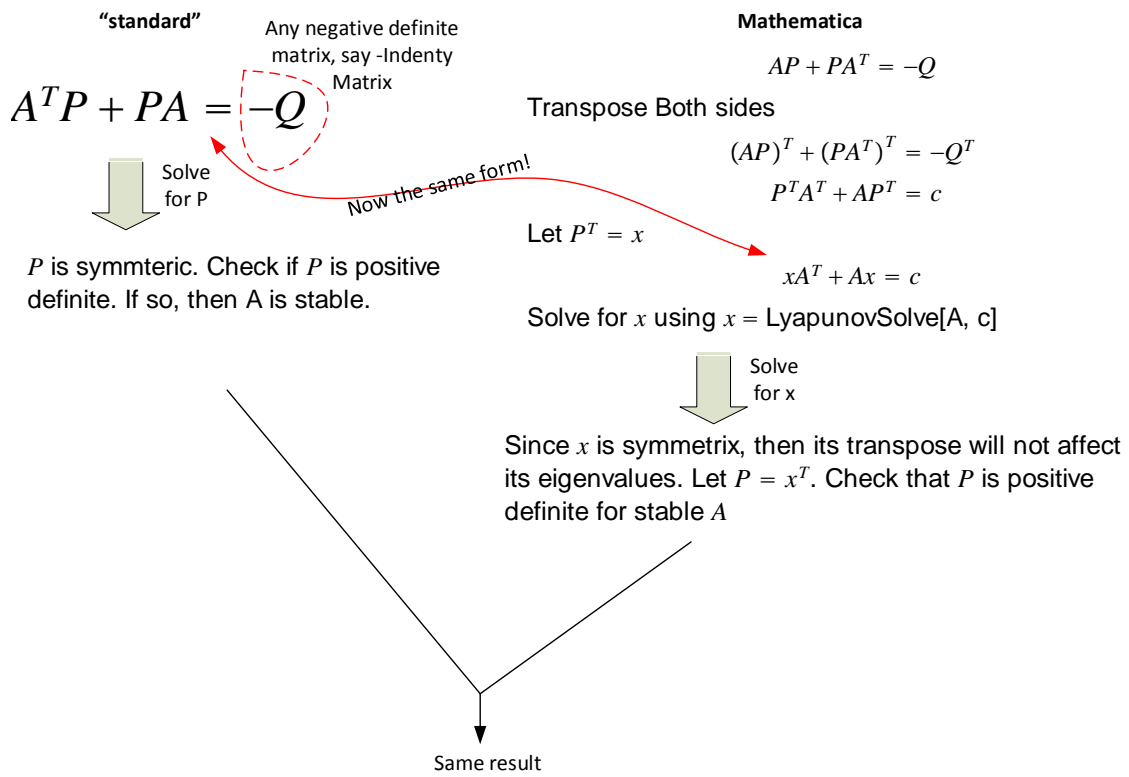 “standard”
Any negative definite
matrix, say -Indenty
Matrix
A^T P + PA = −Q
Solve
for P
P is symmteric. Check if P is positive
definite. If so, then A is stable.
Now the same form!
Mathematica
AP + PA^T = −Q
Transpose Both sides
(AP)^T + (PA^T)^T = −Q^T
P^T A^T + AP^T = c
Let P^T = x
xA^T + Ax = c
Solve for x using x = LyapunovSolve[A, c]
Solve
for x
Since x is symmetrix, then its transpose will not affect
its eigenvalues. Let P = x^T. Check that P is positive
definite for stable A
Same result